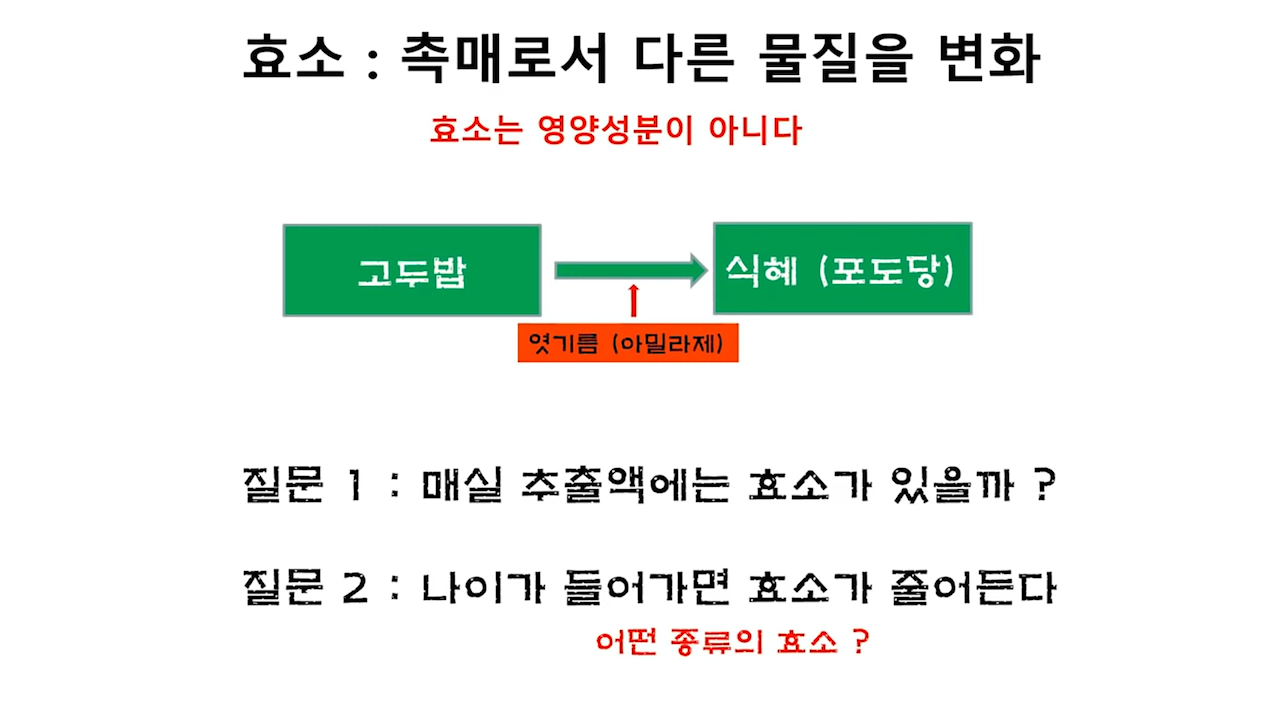 효소 : 촉매로서 다른 물질을 변화
효소는 영양성분이 아니다
고두밥
식혜 (포도당)
엿기름 (아밀라제)
질문 1 : 매실 추출액에는 효소가 있을까 ?
질문 2 : 나이가 들어가면 효소가 줄어든다
어떤 종류의 효소 ?